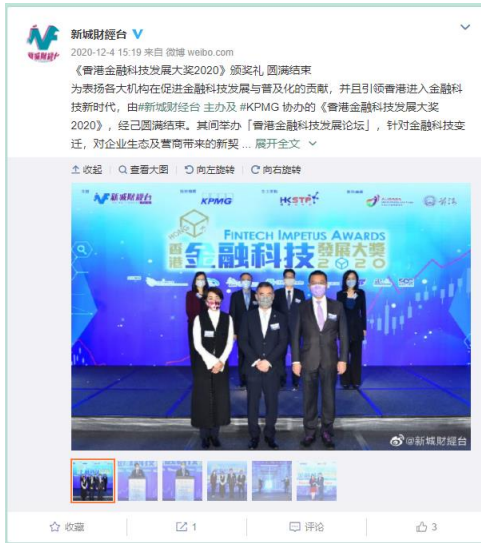 新城財經台
2020-12-4 15:19 来自 微博 weibo.com
《香港金融科技发展大奖2020》颁奖礼 圆满结束
为表扬各大机构在促进金融科技发展与普及化的贡献，并且引领香港进入金融科
技新时代，由#新城财经台 主办及 #KPMG 协办的《香港金融科技发展大奖
2020》，经己圆满结束。其间举办「香港金融科技发展论坛」，针对金融科技变
迁，对企业生态及营商带来的新契 ... 展开全文
收起 查看大图 向左旋转 向右旋转
新城財經台 KPMG HKSTP
FINTECH IMPETUS AWARDS
香港 金融科技 發展大獎 2020
@新城財經台
收藏 1 评论 3